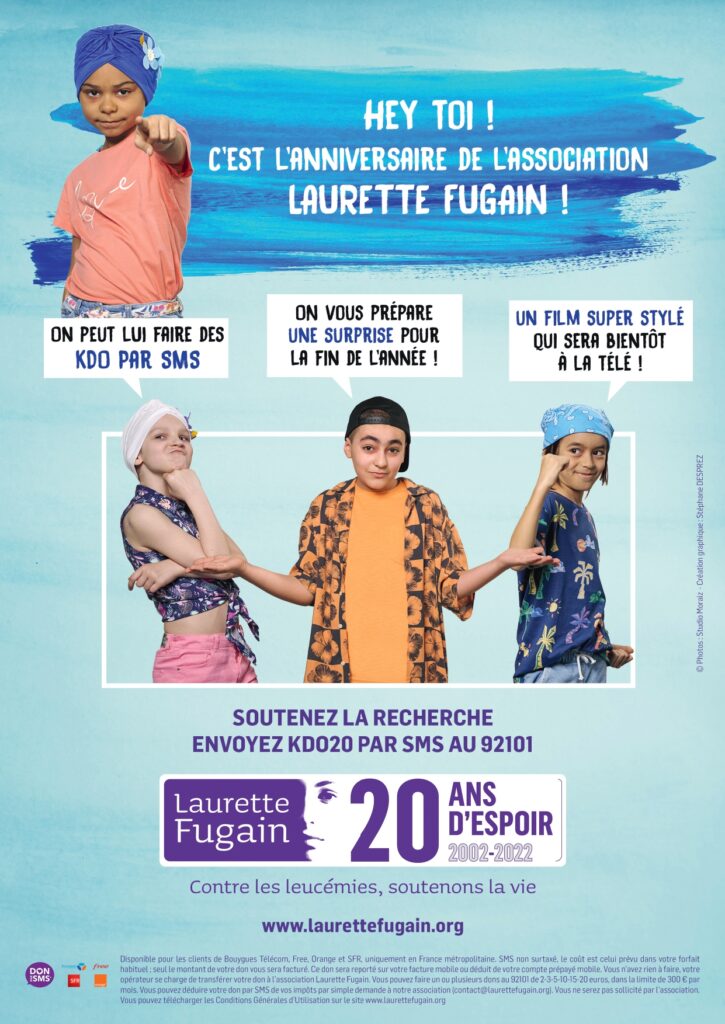 HEY TOI !
C'EST L'ANNIVERSAIRE DE L'ASSOCIATION
LAURETTE FUGAIN !
ON PEUT LUI FAIRE DES
KDO PAR SMS
ON VOUS PRÉPARE
UNE SURPRISE POUR
LA FIN DE L'ANNÉE !
UN FILM SUPER STYLÉ
QUI SERA BIENTÔT
À LA TÉLÉ !
© Photos : Studio Moraiz - Création graphique : Stéphane DESPREZ
SOUTENEZ LA RECHERCHE
ENVOYEZ KDO20 PAR SMS AU 92101
Laurette
Fugain
20
ANS
D'ESPOIR
2002-2022
Contre les leucémies, soutenons la vie
www.laurettefugain.org
DON
PAR
SMS
free
SFR
Disponible pour les clients de Bouygues Télécom, Free, Orange et SFR, uniquement en France métropolitaine. SMS non surtaxé, le coût est celui prévu dans votre forfait
habituel ; seul le montant de votre don vous sera facturé. Ce don sera reporté sur votre facture mobile ou déduit de votre compte prépayé mobile. Vous n'avez rien à faire, votre
opérateur se charge de transférer votre don à l'association Laurette Fugain. Vous pouvez faire un ou plusieurs dons au 92101 de 2-3-5-10-15-20 euros, dans la limite de 300 € par
mois. Vous pouvez déduire votre don par SMS de vos impôts par simple demande à notre association (contact@laurettefugain.org). Vous ne serez pas sollicité par l'association.
Vous pouvez télécharger les Conditions Générales d'Utilisation sur le site www.laurettefugain.org